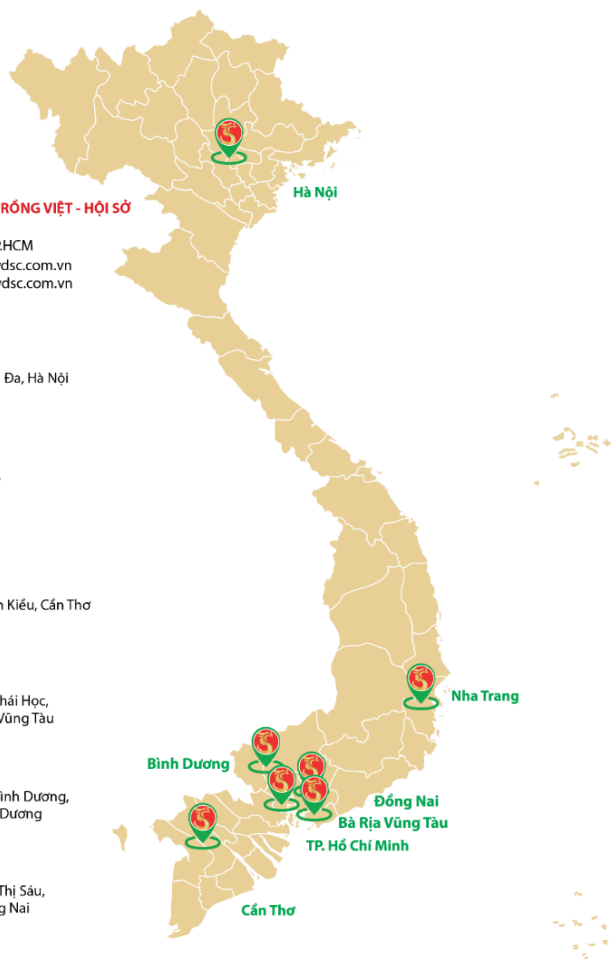 RỒNG VIỆT - HỘI SỞ
P.HCM
vdsc.com.vn
vdsc.com.vn
Đa, Hà Nội
Kiều, Cần Thơ
hái Học,
Vũng Tàu
ình Dương,
Dương
Thị Sáu,
g Nai
Hà Nội
Nha Trang
Bình Dương
Đồng Nai
Bà Rịa Vũng Tàu
TP. Hồ Chí Minh
Cần Thơ